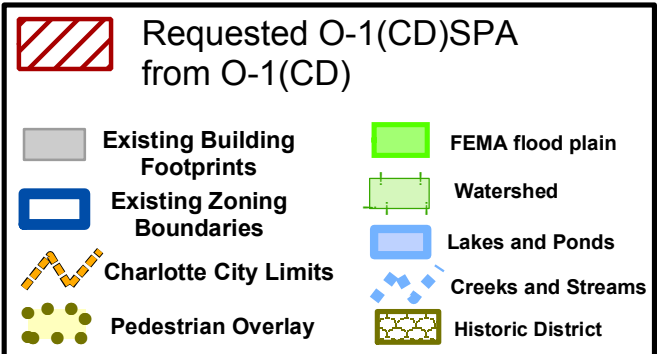 Requested O-1(CD)SPA
from O-1(CD)
Existing Building
Footprints
Existing Zoning
Boundaries
Charlotte City Limits
Pedestrian Overlay
FEMA flood plain
Watershed
Lakes and Ponds
Creeks and Streams
Historic District